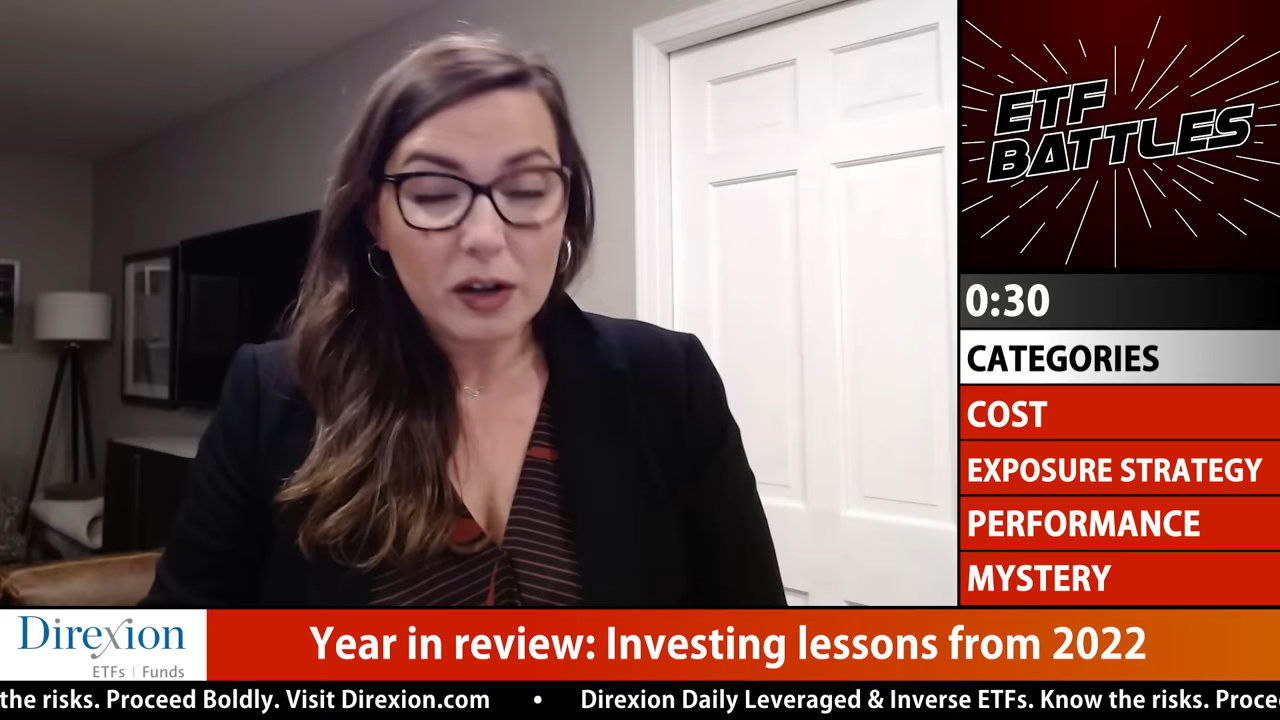 ETF
BATTLES
0:30
CATEGORIES
COST
EXPOSURE STRATEGY
PERFORMANCE
MYSTERY
Direxion
ETFs | Funds
Year in review: Investing lessons from 2022
the risks. Proceed Boldly. Visit Direxion.com • Direxion Daily Leveraged & Inverse ETFs. Know the risks. Proce